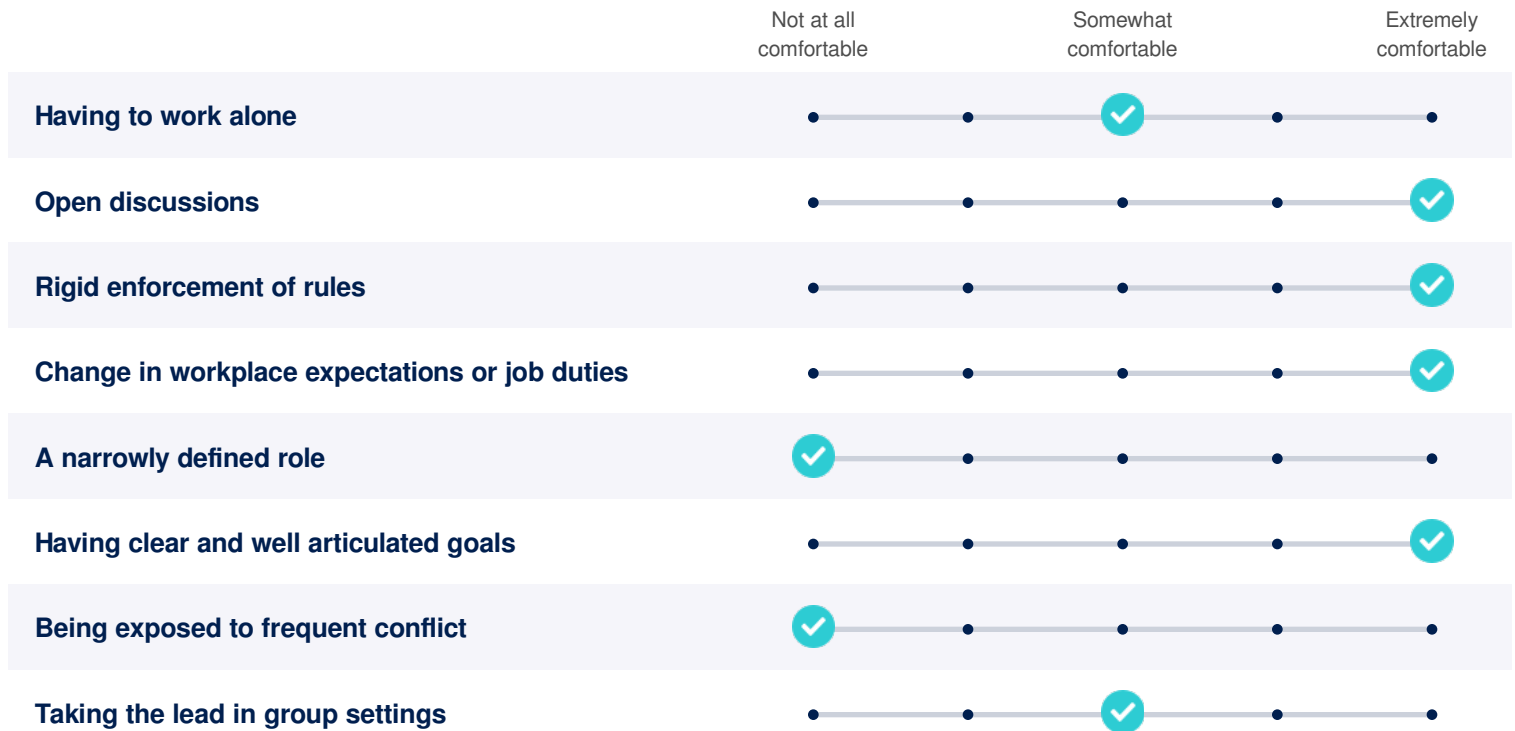 Not at all
comfortable
Somewhat
comfortable
Extremely
comfortable
Having to work alone
Open discussions
Rigid enforcement of rules
Change in workplace expectations or job duties
A narrowly defined role
Having clear and well articulated goals
Being exposed to frequent conflict
Taking the lead in group settings